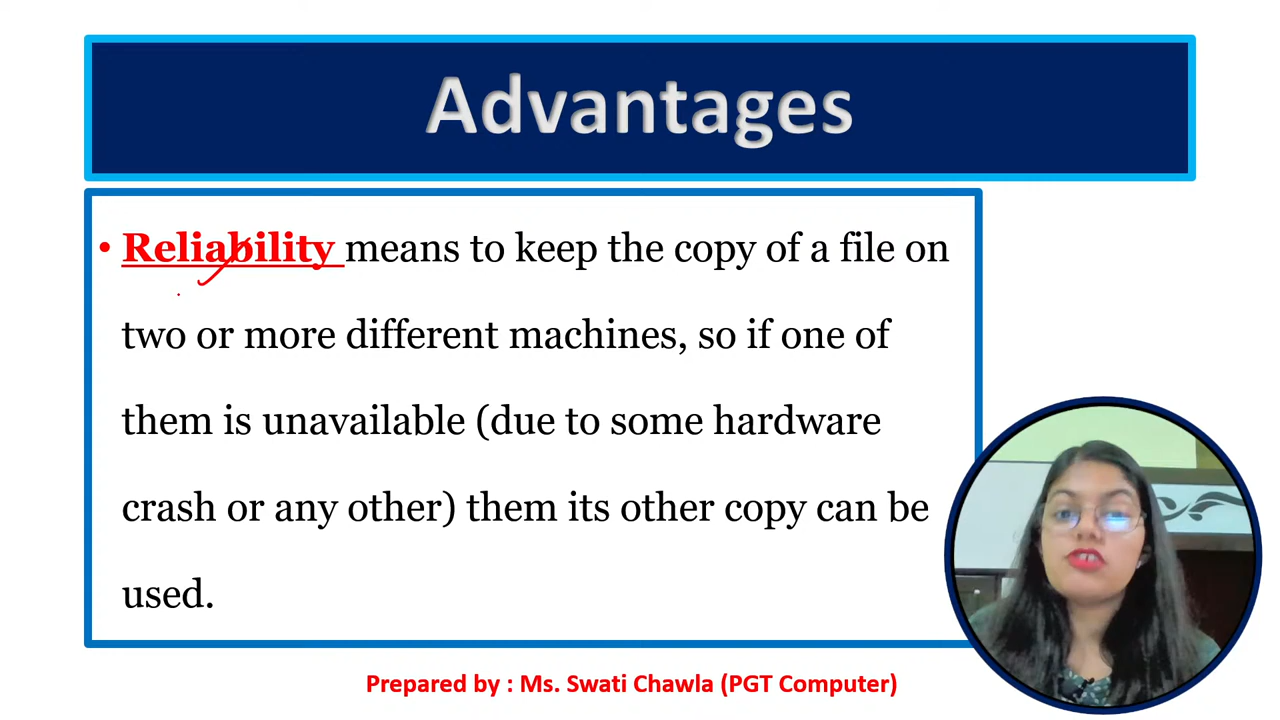 Advantages
• Reliability means to keep the copy of a file on
two or more different machines, so if one of
them is unavailable (due to some hardware
crash or any other) them its other copy can be
used.
Prepared by : Ms. Swati Chawla (PGT Computer)